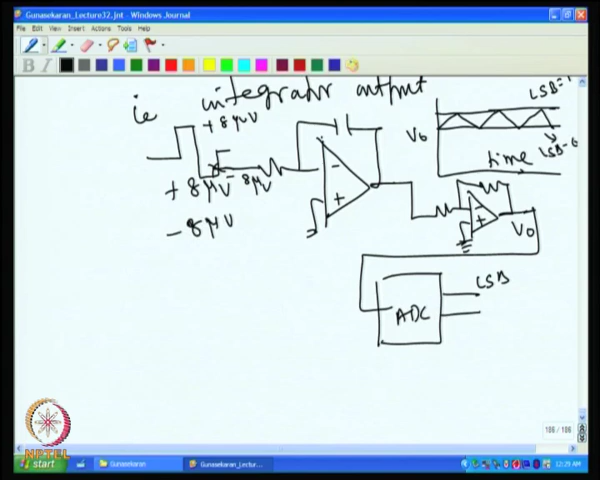 Gunasekaran_Lecture32.jnt - Windows Journal
File Edit View Insert Actions Tools Help
B I
ie integrator output
+8μV
+8μV
-8μV
-8μV
LSB=1
V₀
time
LSB=0
-
+
-
+
V₀
ADC
LSB
186 / 186
NPTEL
start
Gunasekaran
Gunasekaran_Lectur...
12:29 AM